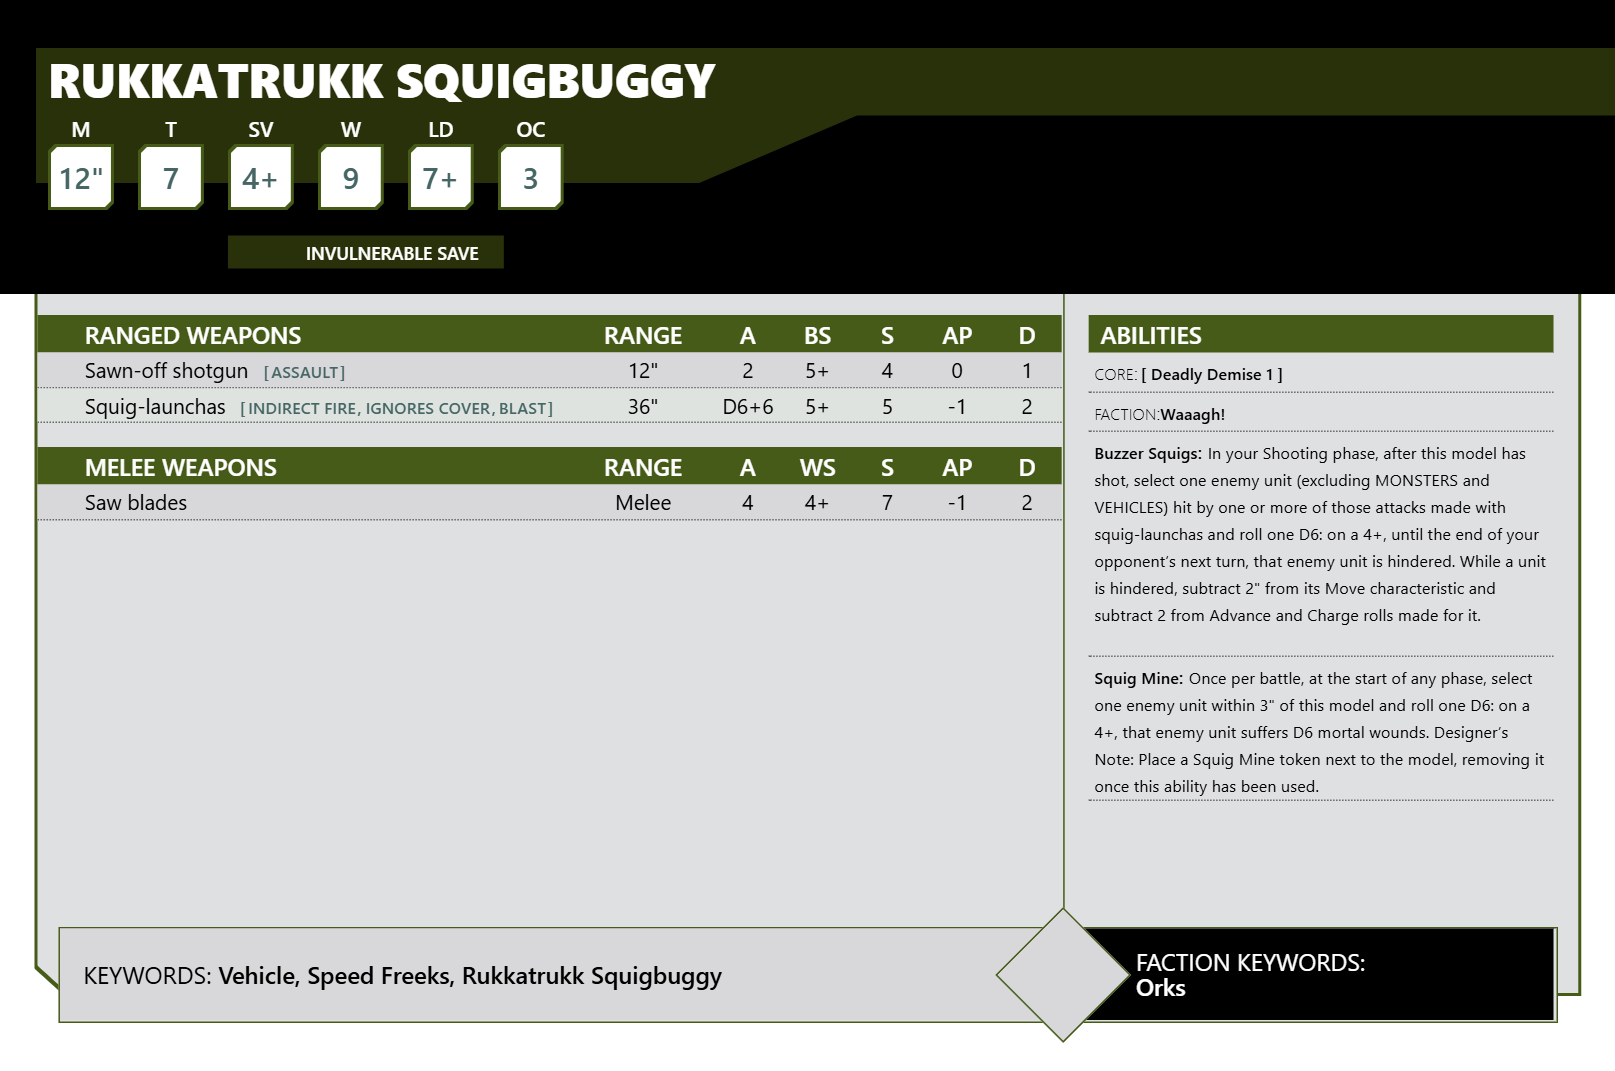 RUKKATRUKK SQUIGBUGGY
M T SV W LD OC
12" 7 4+ 9 7+ 3
INVULNERABLE SAVE
RANGED WEAPONS RANGE A BS S AP D
Sawn-off shotgun [ASSAULT] 12" 2 5+ 4 0 1
Squig-launchas [INDIRECT FIRE, IGNORES COVER, BLAST] 36" D6+6 5+ 5 -1 2
MELEE WEAPONS RANGE A WS S AP D
Saw blades Melee 4 4+ 7 -1 2
ABILITIES
CORE: [ Deadly Demise 1 ]
FACTION:Waaagh!
Buzzer Squigs: In your Shooting phase, after this model has
shot, select one enemy unit (excluding MONSTERS and
VEHICLES) hit by one or more of those attacks made with
squig-launchas and roll one D6: on a 4+, until the end of your
opponent's next turn, that enemy unit is hindered. While a unit
is hindered, subtract 2" from its Move characteristic and
subtract 2 from Advance and Charge rolls made for it.
Squig Mine: Once per battle, at the start of any phase, select
one enemy unit within 3" of this model and roll one D6: on a
4+, that enemy unit suffers D6 mortal wounds. Designer's
Note: Place a Squig Mine token next to the model, removing it
once this ability has been used.
KEYWORDS: Vehicle, Speed Freeks, Rukkatrukk Squigbuggy
FACTION KEYWORDS:
Orks